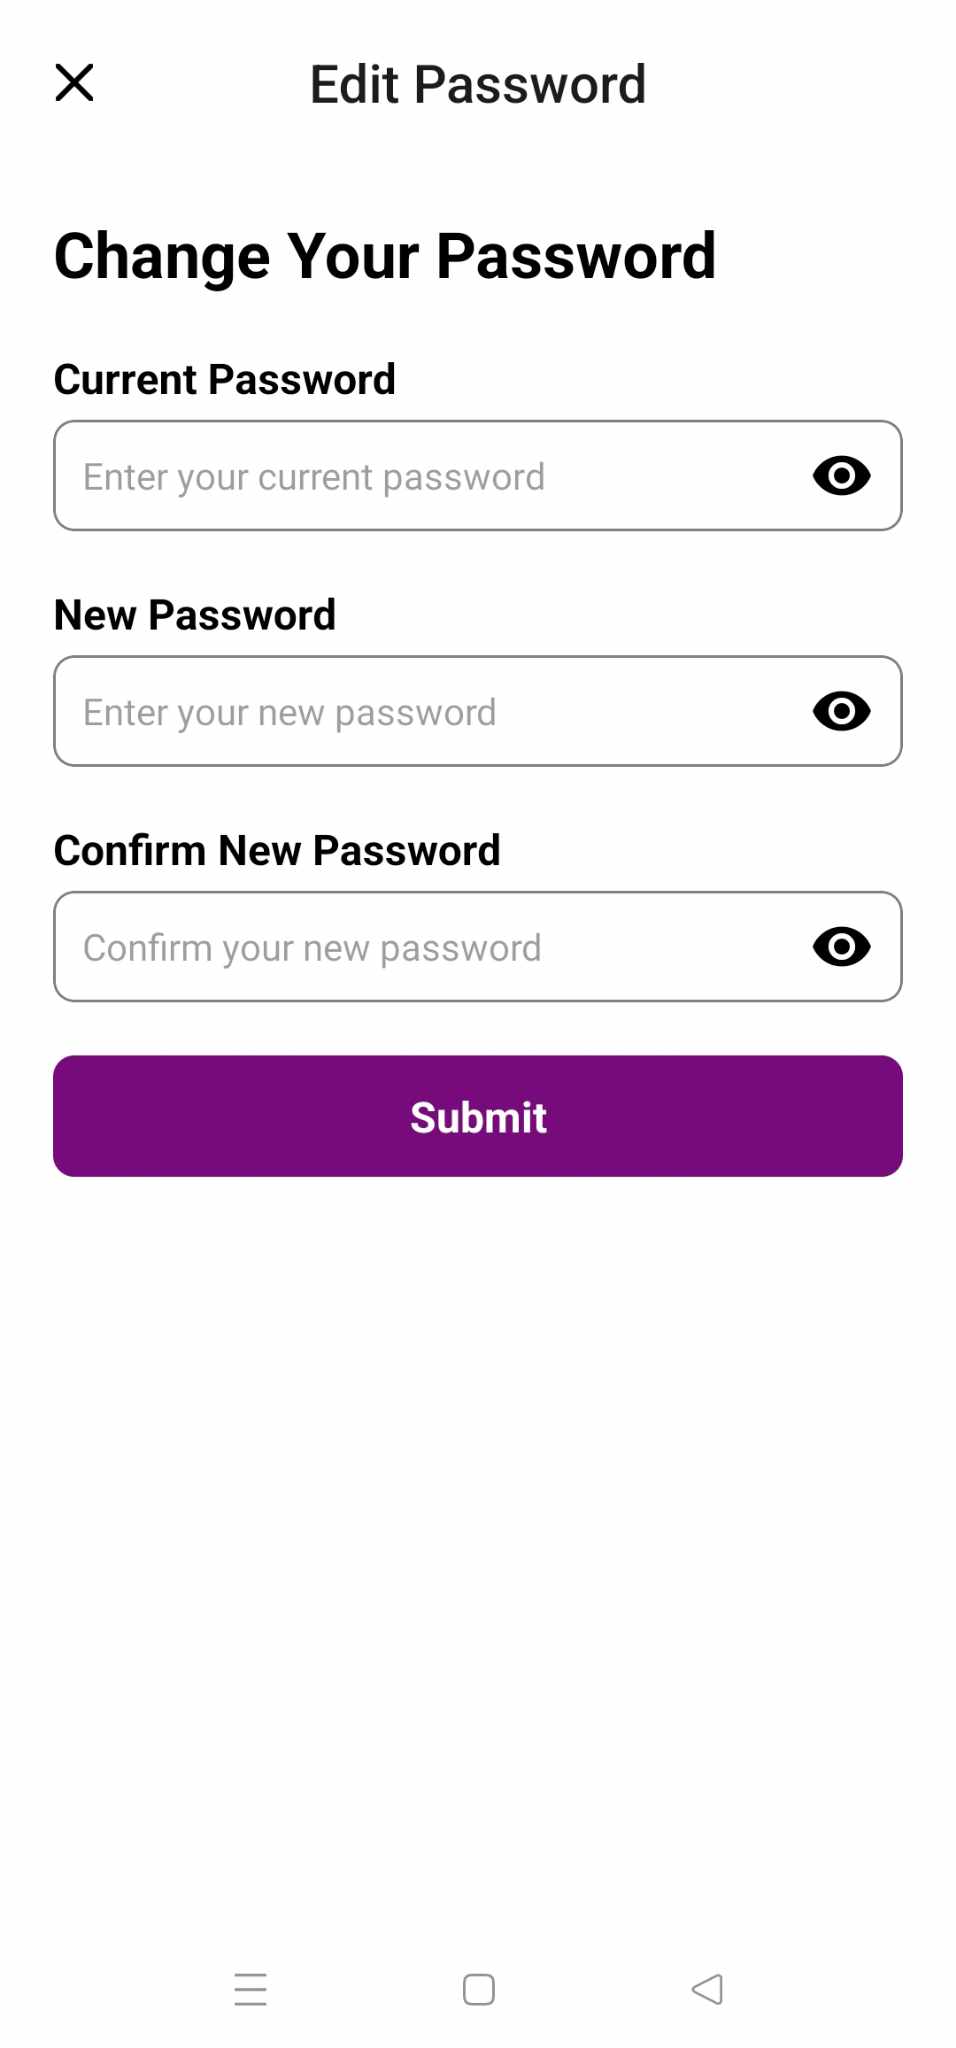 Edit Password
Change Your Password
Current Password
Enter your current password
New Password
Enter your new password
Confirm New Password
Confirm your new password
Submit